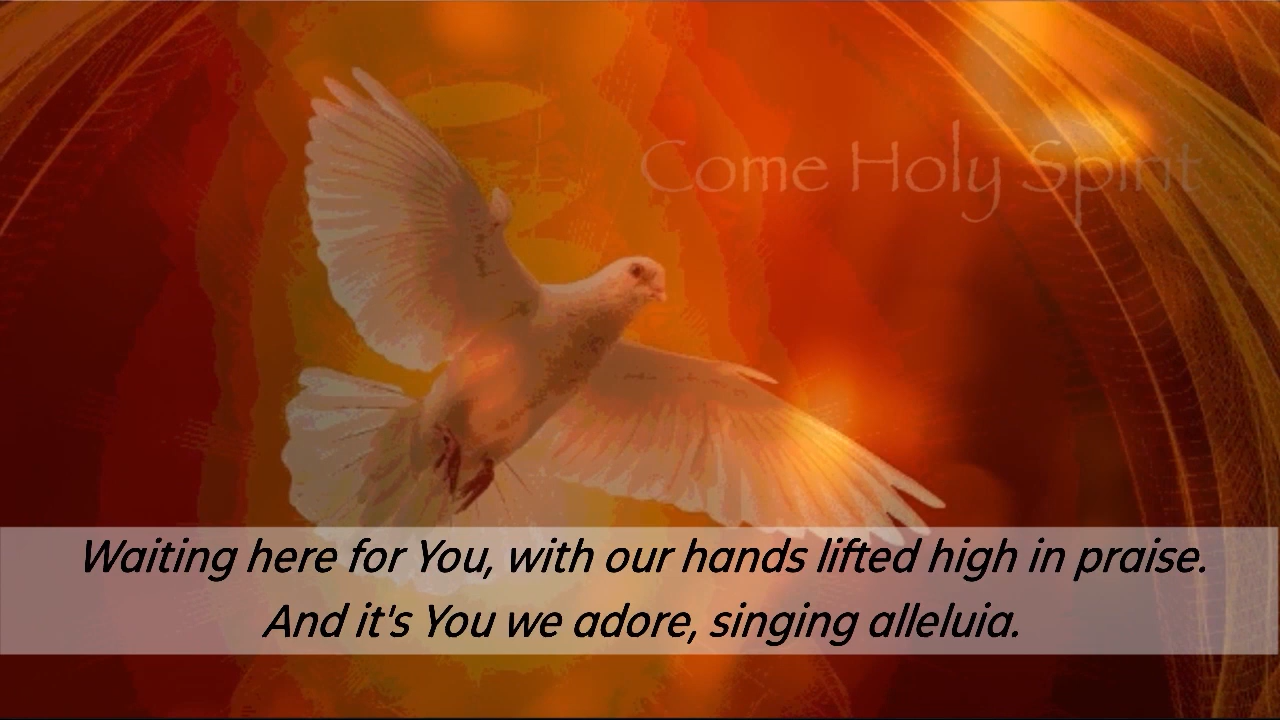 Come Holy Spirit
Waiting here for You, with our hands lifted high in praise.
And it's You we adore, singing alleluia.